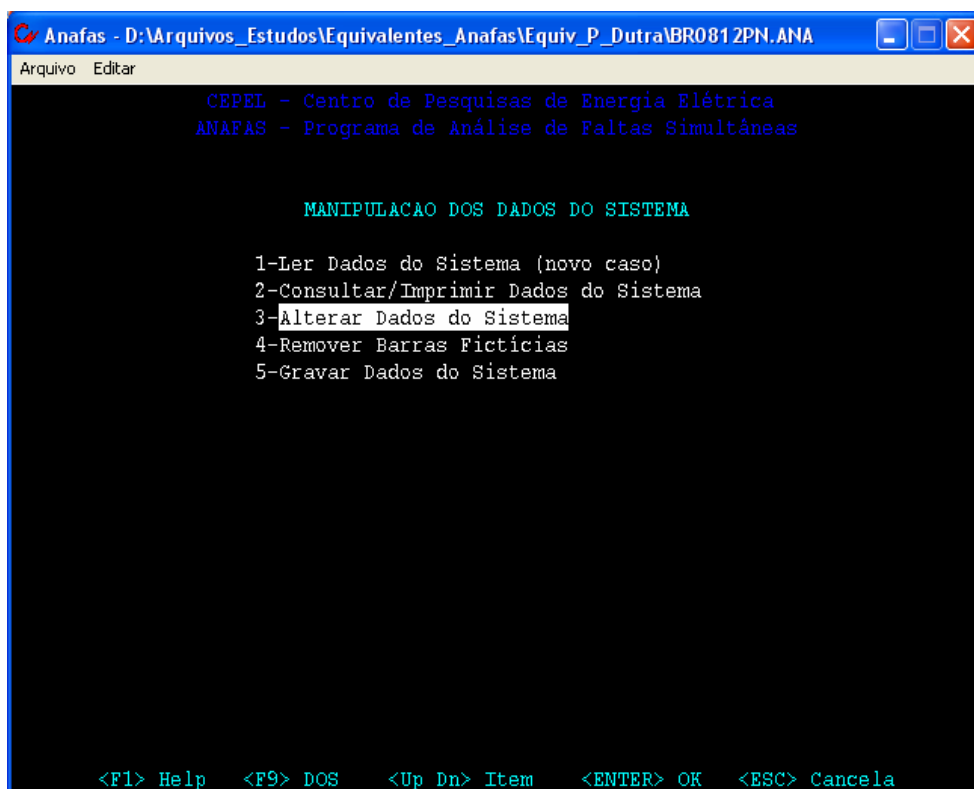 Anafas - D:\Arquivos_Estudos\Equivalentes_Anafas\Equiv_P_Dutra\BR0812PN.ANA
Arquivo Editar
CEPEL - Centro de Pesquisas de Energia Elétrica
ANAFAS - Programa de Análise de Faltas Simultâneas
MANIPULACAO DOS DADOS DO SISTEMA
1-Ler Dados do Sistema (novo caso)
2-Consultar/Imprimir Dados do Sistema
3-Alterar Dados do Sistema
4-Remover Barras Fictícias
5-Gravar Dados do Sistema
<F1> Help <F9> DOS <Up Dn> Item <ENTER> OK <ESC> Cancela